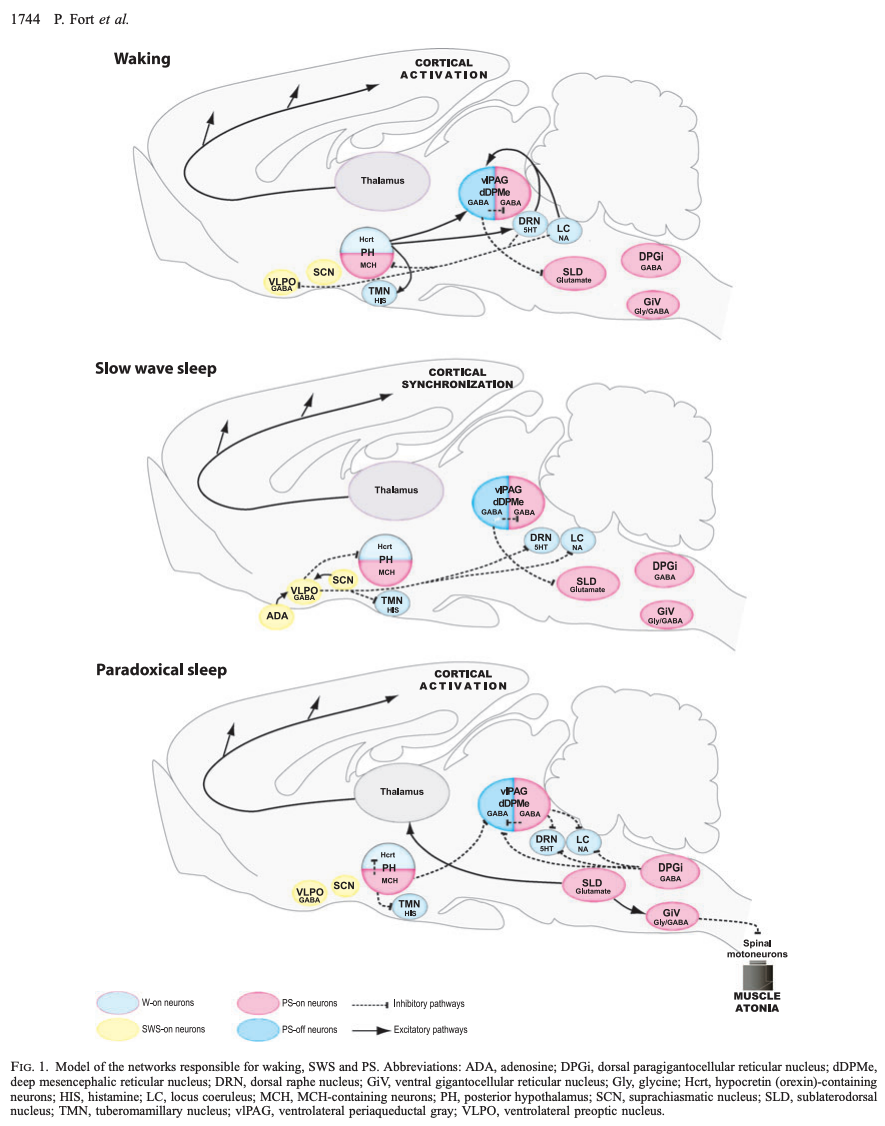 1744 P. Fort et al.
Waking
CORTICAL
ACTIVATION
Thalamus
vlPAG
dDPMe
GABA GABA
DRN
5HT
LC
NA
Hcrt
PH
MCH
SCN
VLPO
GABA
TMN
HIS
SLD
Glutamate
DPGi
GABA
GiV
Gly/GABA
Slow wave sleep
CORTICAL
SYNCHRONIZATION
Thalamus
vlPAG
dDPMe
GABA GABA
DRN
5HT
LC
NA
Hcrt
PH
MCH
SCN
VLPO
GABA
ADA
TMN
HIS
SLD
Glutamate
DPGi
GABA
GiV
Gly/GABA
Paradoxical sleep
CORTICAL
ACTIVATION
Thalamus
vlPAG
dDPMe
GABA GABA
DRN
5HT
LC
NA
Hcrt
PH
MCH
SCN
VLPO
GABA
TMN
HIS
SLD
Glutamate
DPGi
GABA
GiV
Gly/GABA
Spinal
motoneurons
MUSCLE
ATONIA
W-on neurons
PS-on neurons
Inhibitory pathways
SWS-on neurons
PS-off neurons
Excitatory pathways
FIG. 1. Model of the networks responsible for waking, SWS and PS. Abbreviations: ADA, adenosine; DPGi, dorsal paragigantocellular reticular nucleus; dDPMe,
deep mesencephalic reticular nucleus; DRN, dorsal raphe nucleus; GiV, ventral gigantocellular reticular nucleus; Gly, glycine; Hcrt, hypocretin (orexin)-containing
neurons; HIS, histamine; LC, locus coeruleus; MCH, MCH-containing neurons; PH, posterior hypothalamus; SCN, suprachiasmatic nucleus; SLD, sublaterodorsal
nucleus; TMN, tuberomamillary nucleus; vlPAG, ventrolateral periaqueductal gray; VLPO, ventrolateral preoptic nucleus.